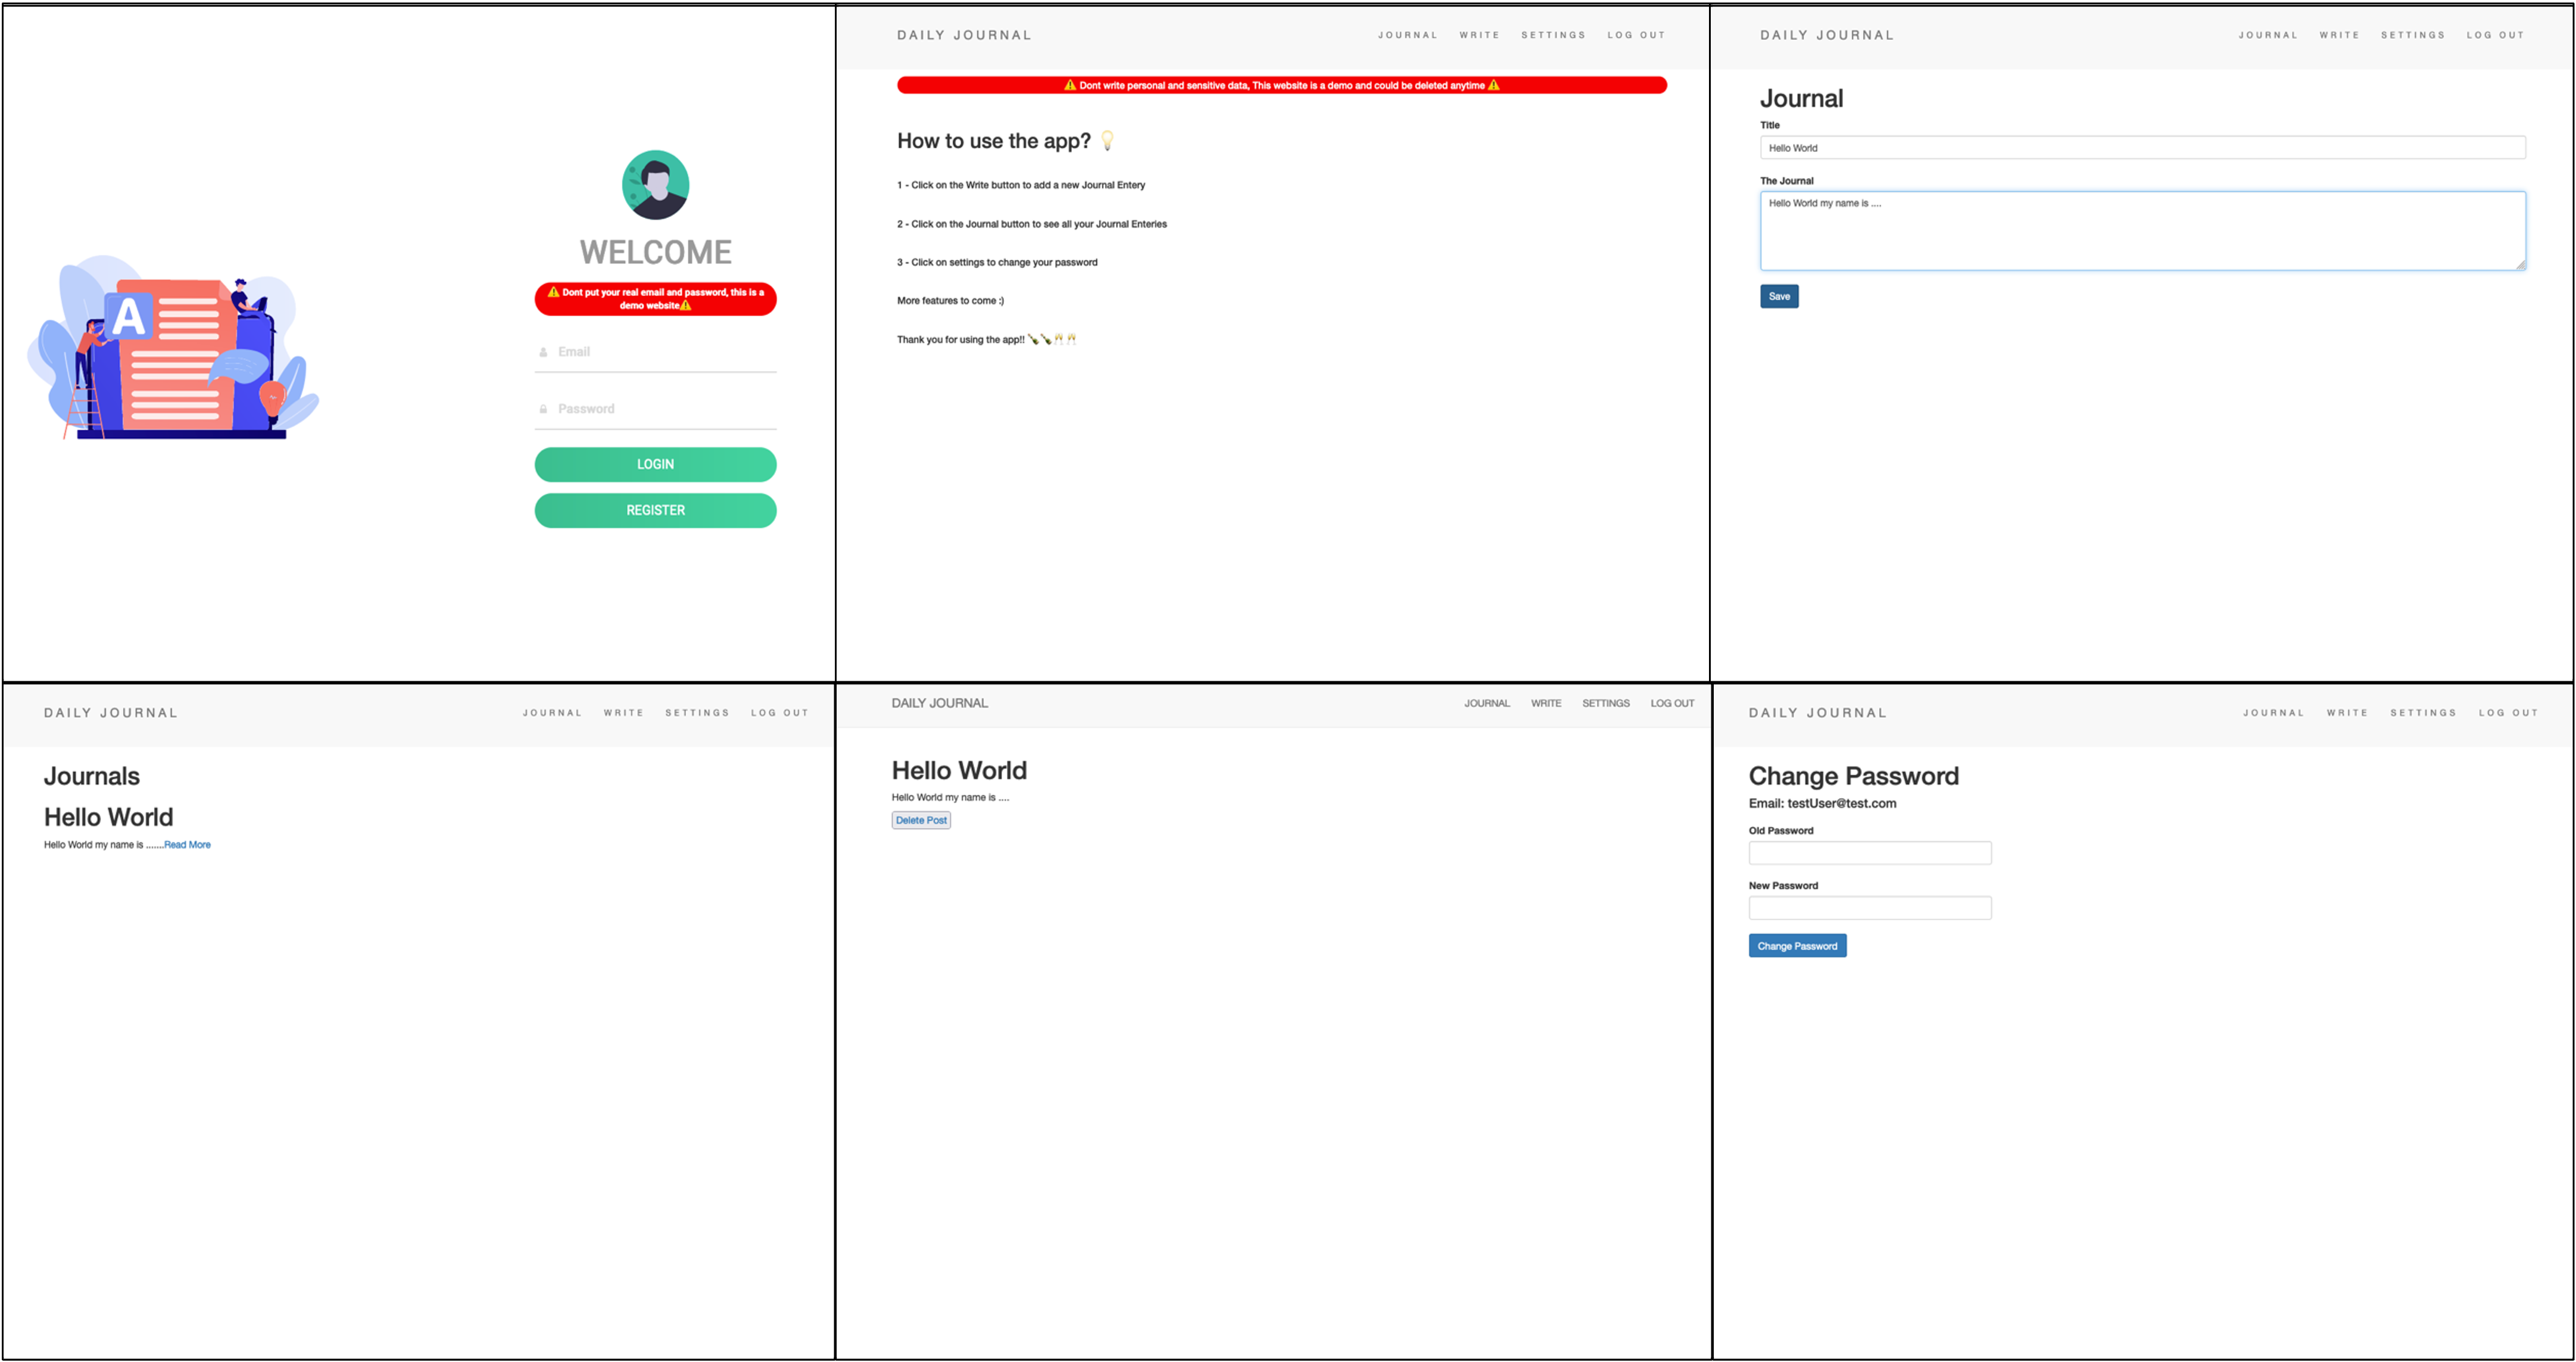 WELCOME
⚠️ Dont put your real email and password, this is a
demo website⚠️
Email
Password
LOGIN
REGISTER
A
DAILY JOURNAL
JOURNAL WRITE SETTINGS LOG OUT
⚠️ Dont write personal and sensitive data, This website is a demo and could be deleted anytime ⚠️
How to use the app? 💡
1 - Click on the Write button to add a new Journal Entery
2 - Click on the Journal button to see all your Journal Enteries
3 - Click on settings to change your password
More features to come :)
Thank you for using the app!! 🍾🍾🥂🥂
DAILY JOURNAL
JOURNAL WRITE SETTINGS LOG OUT
Journal
Title
Hello World
The Journal
Hello World my name is ....
Save
DAILY JOURNAL
JOURNAL WRITE SETTINGS LOG OUT
Journals
Hello World
Hello World my name is .......Read More
DAILY JOURNAL
JOURNAL WRITE SETTINGS LOG OUT
Hello World
Hello World my name is ....
Delete Post
DAILY JOURNAL
JOURNAL WRITE SETTINGS LOG OUT
Change Password
Email: testUser@test.com
Old Password
New Password
Change Password